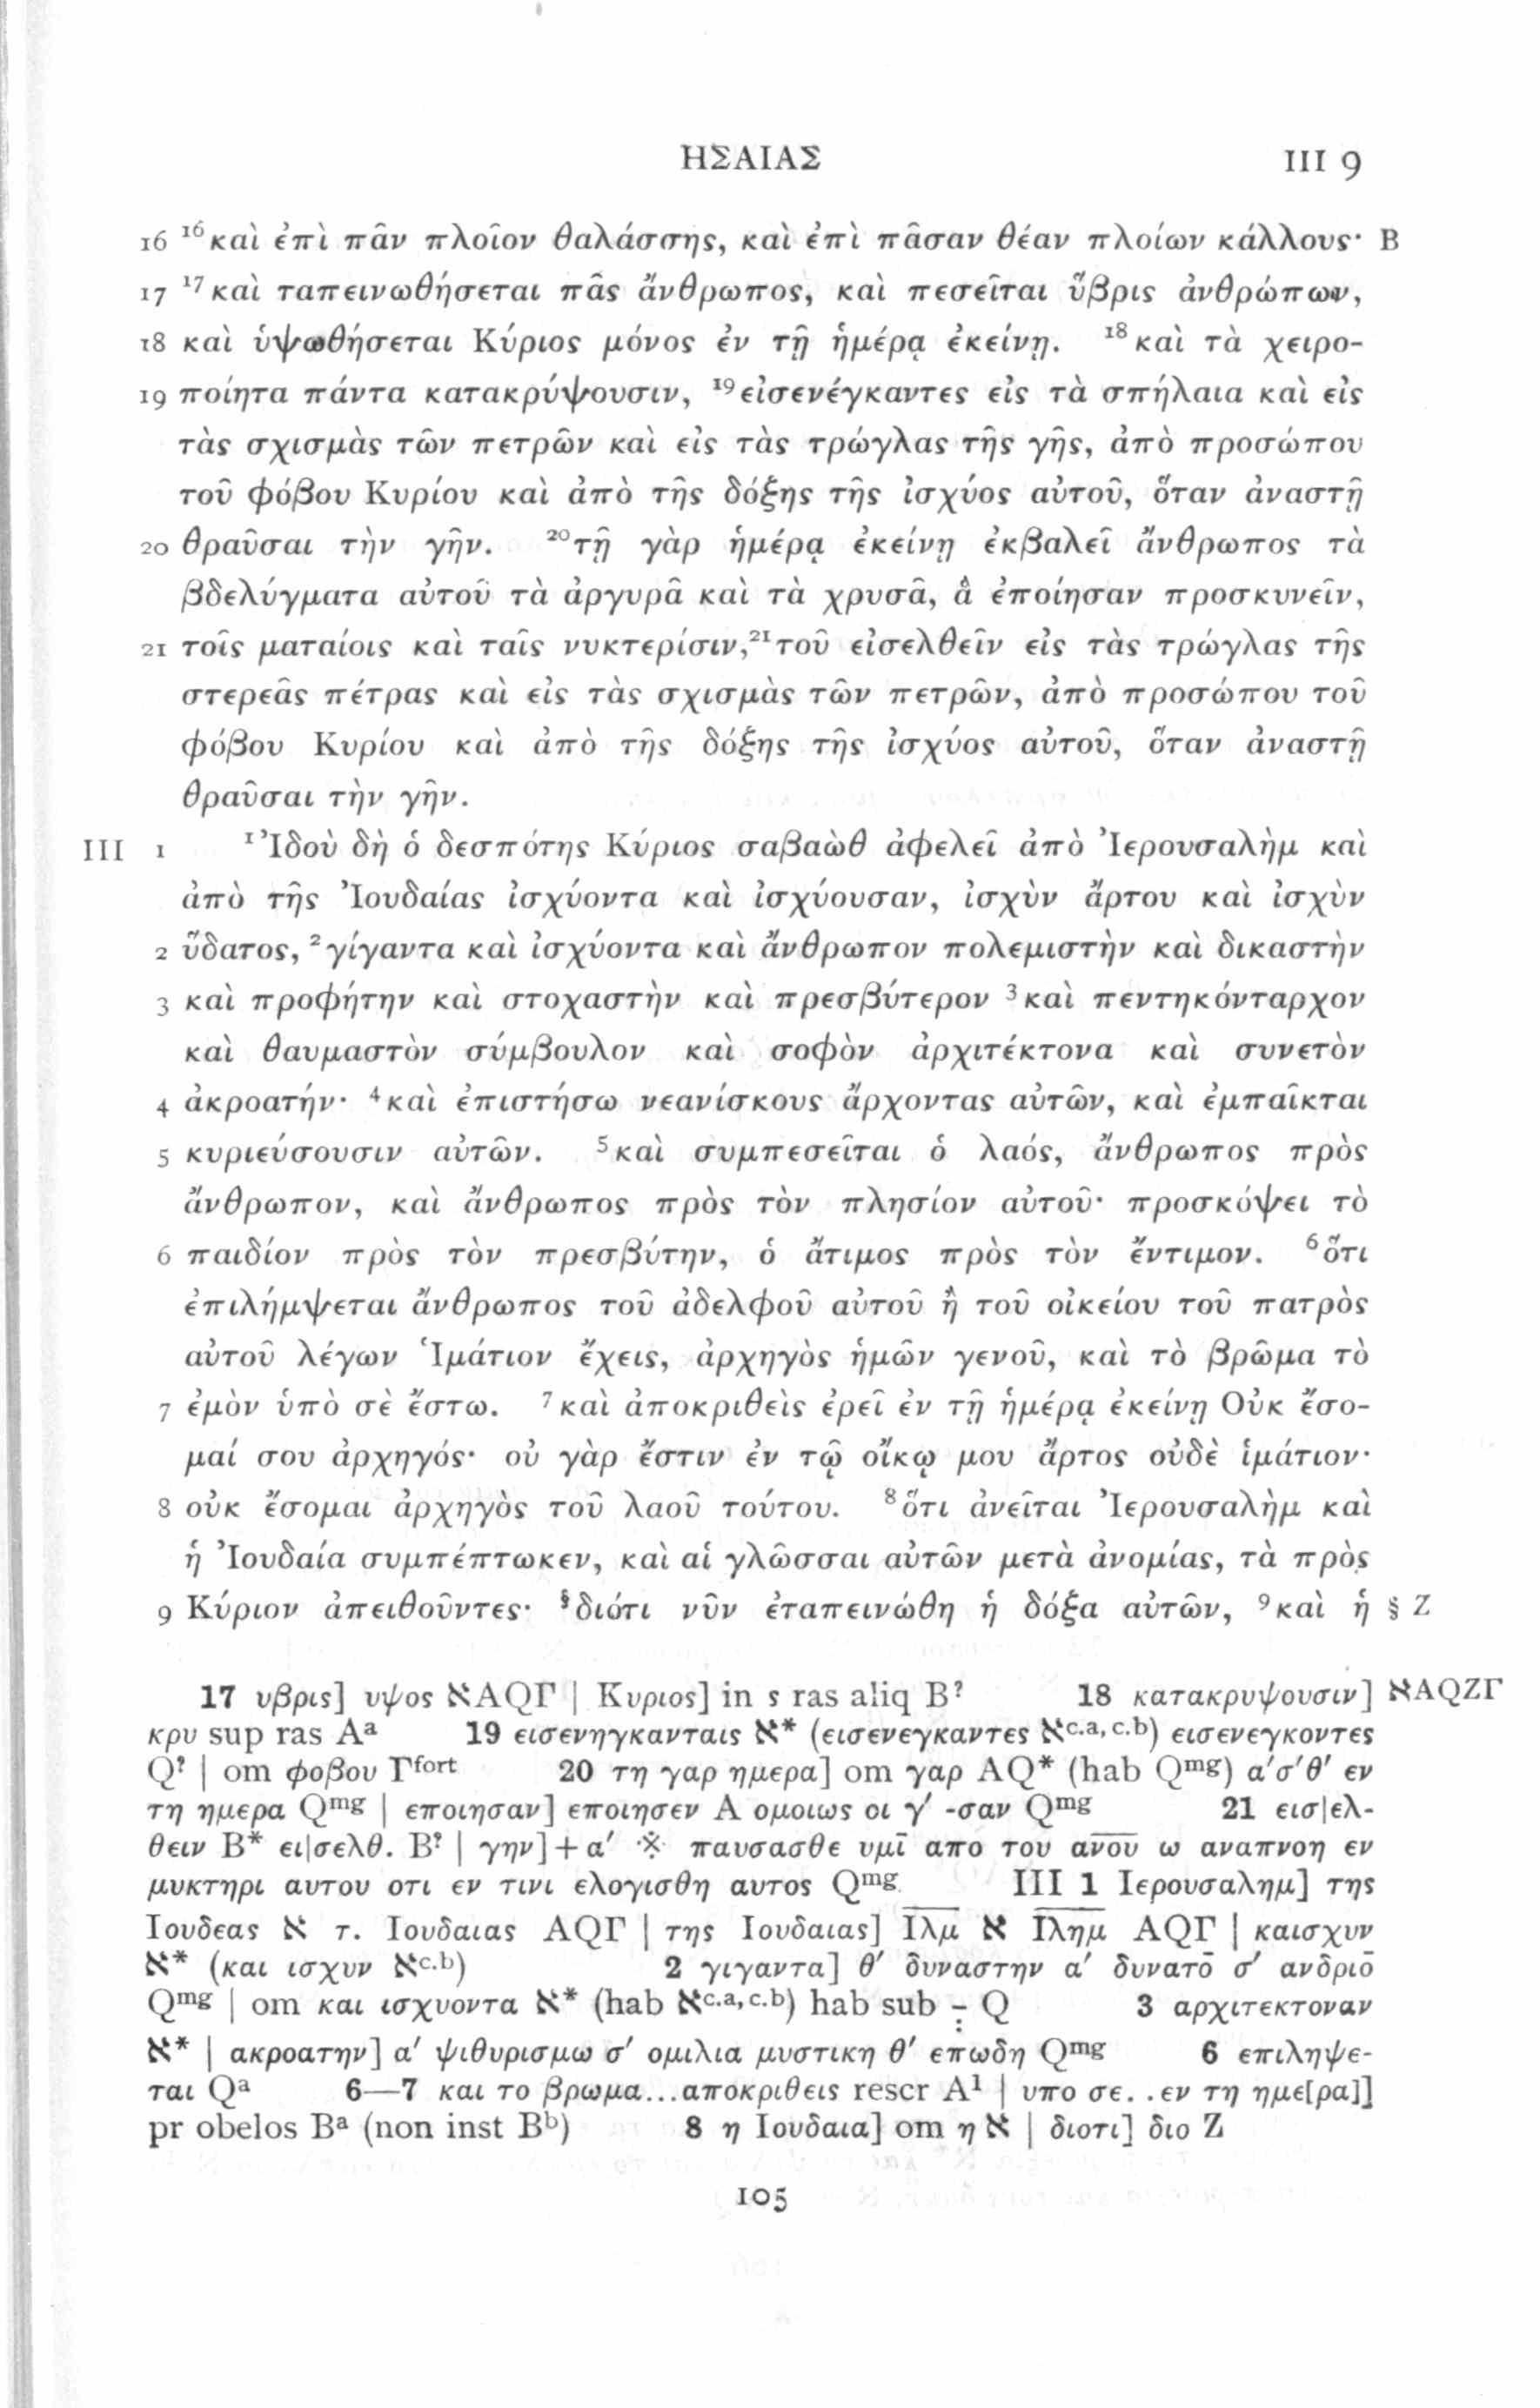 ΗΣΑΙΑΣ III 9
16 ¹⁶καὶ ἐπὶ πᾶν πλοῖον θαλάσσης, καὶ ἐπὶ πᾶσαν θέαν πλοίων κάλλους· B
17 ¹⁷καὶ ταπεινωθήσεται πᾶς ἄνθρωπος, καὶ πεσεῖται ὕβρις ἀνθρώπων,
18 καὶ ὑψωθήσεται Κύριος μόνος ἐν τῇ ἡμέρᾳ ἐκείνῃ. ¹⁸καὶ τὰ χειρο-
19 ποίητα πάντα κατακρύψουσιν, ¹⁹εἰσενέγκαντες εἰς τὰ σπήλαια καὶ εἰς
τὰς σχισμὰς τῶν πετρῶν καὶ εἰς τὰς τρώγλας τῆς γῆς, ἀπὸ προσώπου
τοῦ φόβου Κυρίου καὶ ἀπὸ τῆς δόξης τῆς ἰσχύος αὐτοῦ, ὅταν ἀναστῇ
20 θραῦσαι τὴν γῆν. ²⁰τῇ γὰρ ἡμέρᾳ ἐκείνῃ ἐκβαλεῖ ἄνθρωπος τὰ
βδελύγματα αὐτοῦ τὰ ἀργυρᾶ καὶ τὰ χρυσᾶ, ἃ ἐποίησαν προσκυνεῖν,
21 τοῖς ματαίοις καὶ ταῖς νυκτερίσιν,²¹τοῦ εἰσελθεῖν εἰς τὰς τρώγλας τῆς
στερεᾶς πέτρας καὶ εἰς τὰς σχισμὰς τῶν πετρῶν, ἀπὸ προσώπου τοῦ
φόβου Κυρίου καὶ ἀπὸ τῆς δόξης τῆς ἰσχύος αὐτοῦ, ὅταν ἀναστῇ
θραῦσαι τὴν γῆν.
III 1 ¹Ἰδοὺ δὴ ὁ δεσπότης Κύριος σαβαὼθ ἀφελεῖ ἀπὸ Ἰερουσαλὴμ καὶ
ἀπὸ τῆς Ἰουδαίας ἰσχύοντα καὶ ἰσχύουσαν, ἰσχὺν ἄρτου καὶ ἰσχὺν
2 ὕδατος, ²γίγαντα καὶ ἰσχύοντα καὶ ἄνθρωπον πολεμιστὴν καὶ δικαστὴν
3 καὶ προφήτην καὶ στοχαστὴν καὶ πρεσβύτερον ³καὶ πεντηκόνταρχον
καὶ θαυμαστὸν σύμβουλον καὶ σοφὸν ἀρχιτέκτονα καὶ συνετὸν
4 ἀκροατήν· ⁴καὶ ἐπιστήσω νεανίσκους ἄρχοντας αὐτῶν, καὶ ἐμπαῖκται
5 κυριεύσουσιν αὐτῶν. ⁵καὶ συμπεσεῖται ὁ λαός, ἄνθρωπος πρὸς
ἄνθρωπον, καὶ ἄνθρωπος πρὸς τὸν πλησίον αὐτοῦ· προσκόψει τὸ
6 παιδίον πρὸς τὸν πρεσβύτην, ὁ ἄτιμος πρὸς τὸν ἔντιμον. ⁶ὅτι
ἐπιλήμψεται ἄνθρωπος τοῦ ἀδελφοῦ αὐτοῦ ἢ τοῦ οἰκείου τοῦ πατρὸς
αὐτοῦ λέγων Ἱμάτιον ἔχεις, ἀρχηγὸς ἡμῶν γενοῦ, καὶ τὸ βρῶμα τὸ
7 ἐμὸν ὑπὸ σὲ ἔστω. ⁷καὶ ἀποκριθεὶς ἐρεῖ ἐν τῇ ἡμέρᾳ ἐκείνῃ Οὐκ ἔσο-
μαί σου ἀρχηγός· οὐ γὰρ ἔστιν ἐν τῷ οἴκῳ μου ἄρτος οὐδὲ ἱμάτιον·
8 οὐκ ἔσομαι ἀρχηγὸς τοῦ λαοῦ τούτου. ⁸ὅτι ἀνεῖται Ἰερουσαλὴμ καὶ
ἡ Ἰουδαία συμπέπτωκεν, καὶ αἱ γλῶσσαι αὐτῶν μετὰ ἀνομίας, τὰ πρὸς
9 Κύριον ἀπειθοῦντες· §διότι νῦν ἐταπεινώθη ἡ δόξα αὐτῶν, ⁹καὶ ἡ § Z
17 υβρις] υψος ℵAQΓ | Κυριος] in s ras aliq B? 18 κατακρυψουσιν] ℵAQZΓ
κρυ sup ras Aᵃ 19 εισενηγκανταις ℵ* (εισενεγκαντες ℵᶜ·ᵃ,ᶜ·ᵇ) εισενεγκοντες
Q? | om φοβου Γᶠᵒʳᵗ 20 τη γαρ ημερα] om γαρ AQ* (hab Qᵐᵍ) α′σ′θ′ εν
τη ημερα Qᵐᵍ | εποιησαν] εποιησεν A ομοιως οι γ′ -σαν Qᵐᵍ 21 εισ|ελ-
θειν B* ει|σελθ. B? | γην]+α′ ※ παυσασθε υμῑ απο του α̅ν̅ο̅υ̅ ω αναπνοη εν
μυκτηρι αυτου οτι εν τινι ελογισθη αυτος Qᵐᵍ III 1 Ιερουσαλημ] της
Ιουδεας ℵ τ. Ιουδαιας AQΓ | της Ιουδαιας] Ι̅λ̅μ̅ ℵ Ι̅λ̅η̅μ̅ AQΓ | καισχυν
ℵ* (και ισχυν ℵᶜ·ᵇ) 2 γιγαντα] θ′ δυναστην α′ δυνατο̄ σ′ ανδριο̄
Qᵐᵍ | om και ισχυοντα ℵ* (hab ℵᶜ·ᵃ,ᶜ·ᵇ) hab sub ÷ Q 3 αρχιτεκτοναν
ℵ* | ακροατην] α′ ψιθυρισμω σ′ ομιλια μυστικη θ′ επωδη Qᵐᵍ 6 επιληψε-
ται Qᵃ 6—7 και το βρωμα...αποκριθεις rescr A¹ | υπο σε..εν τη ημε[ρα]]
pr obelos Bᵃ (non inst Bᵇ) 8 η Ιουδαια] om η ℵ | διοτι] διο Z
105